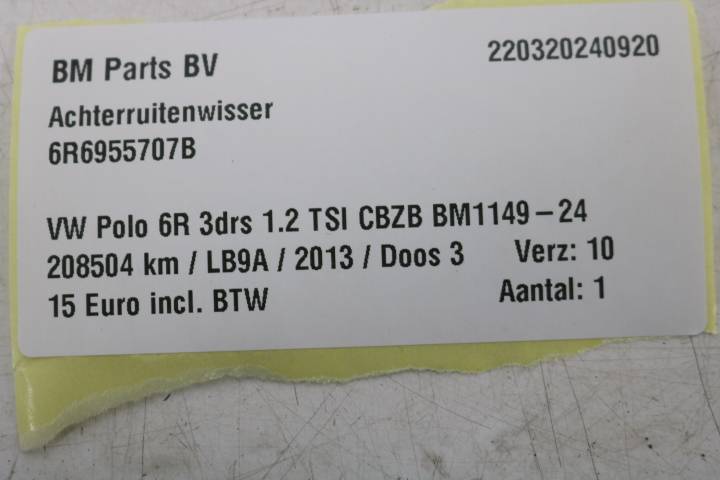 BM Parts BV 220320240920
Achterruitenwisser
6R6955707B
VW Polo 6R 3drs 1.2 TSI CBZB BM1149-24
208504 km / LB9A / 2013 / Doos 3 Verz: 10
15 Euro incl. BTW Aantal: 1